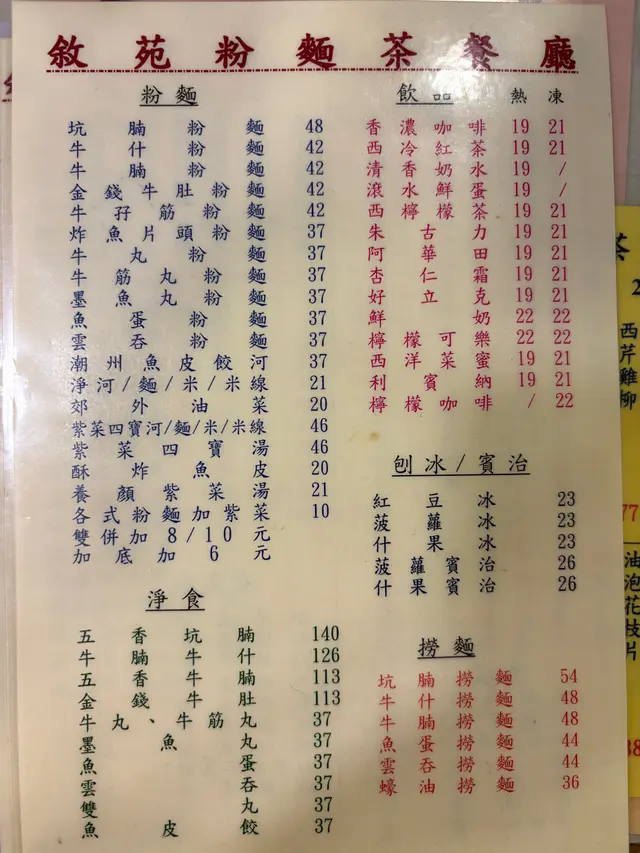 敘苑粉麵茶餐廳
粉麵
坑腩粉麵 48
牛什粉麵 42
牛腩粉麵 42
金錢牛肚粉麵 42
牛孖筋粉麵 42
炸魚片頭粉麵 37
牛丸粉麵 37
牛筋丸粉麵 37
墨魚丸粉麵 37
魚蛋粉麵 37
雲吞粉麵 37
潮州魚皮餃河 37
淨河/麵/米/米線 21
郊外油菜 20
紫菜四寶河/麵/米/米線 46
紫菜四寶湯 46
酥炸魚皮 20
養顏紫菜湯 21
各式粉麵加紫菜 10
雙併加8/10元
加底加6元
淨食
五香坑腩 140
牛腩牛什 126
五香牛腩 113
金錢牛肚 113
牛丸、牛筋丸 37
墨魚丸 37
魚蛋 37
雲吞 37
雙丸 37
魚皮餃 37
飲品 熱 凍
香濃咖啡 19 21
西冷紅茶 19 21
清香奶水 19 /
滾水鮮蛋 19 /
西檸檬茶 19 21
朱古力 19 21
阿華田 19 21
杏仁霜 19 21
好立克 19 21
鮮奶 22 22
檸檬可樂 22 22
西洋菜蜜 19 21
利賓納 19 21
檸檬咖啡 / 22
刨冰/賓治
紅豆冰 23
菠蘿冰 23
什果冰 23
菠蘿賓治 26
什果賓治 26
撈麵
坑腩撈麵 54
牛什撈麵 48
牛腩撈麵 48
魚蛋撈麵 44
雲吞撈麵 44
蠔油撈麵 36
茶
2
西芹雞柳
77
油泡花枝片
88